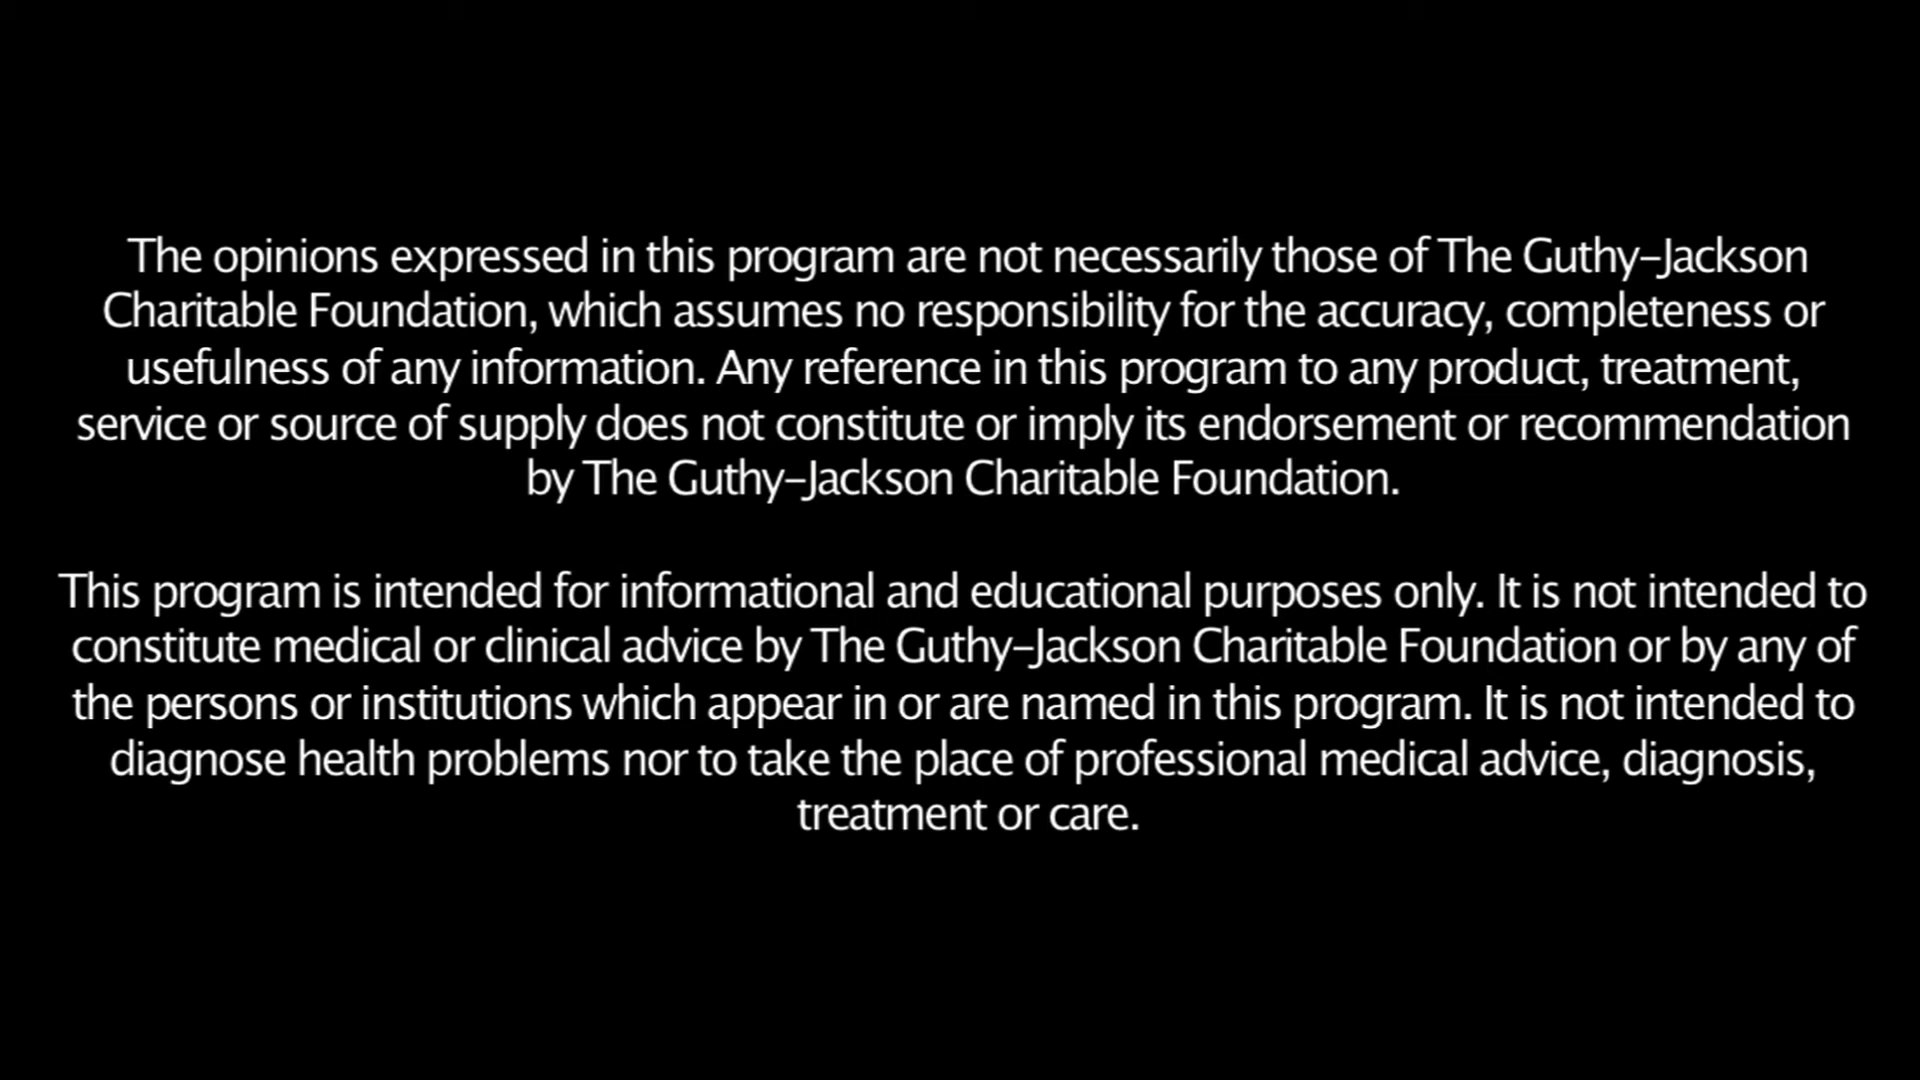 The opinions expressed in this program are not necessarily those of The Guthy–Jackson
Charitable Foundation, which assumes no responsibility for the accuracy, completeness or
usefulness of any information. Any reference in this program to any product, treatment,
service or source of supply does not constitute or imply its endorsement or recommendation
by The Guthy–Jackson Charitable Foundation.
This program is intended for informational and educational purposes only. It is not intended to
constitute medical or clinical advice by The Guthy–Jackson Charitable Foundation or by any of
the persons or institutions which appear in or are named in this program. It is not intended to
diagnose health problems nor to take the place of professional medical advice, diagnosis,
treatment or care.